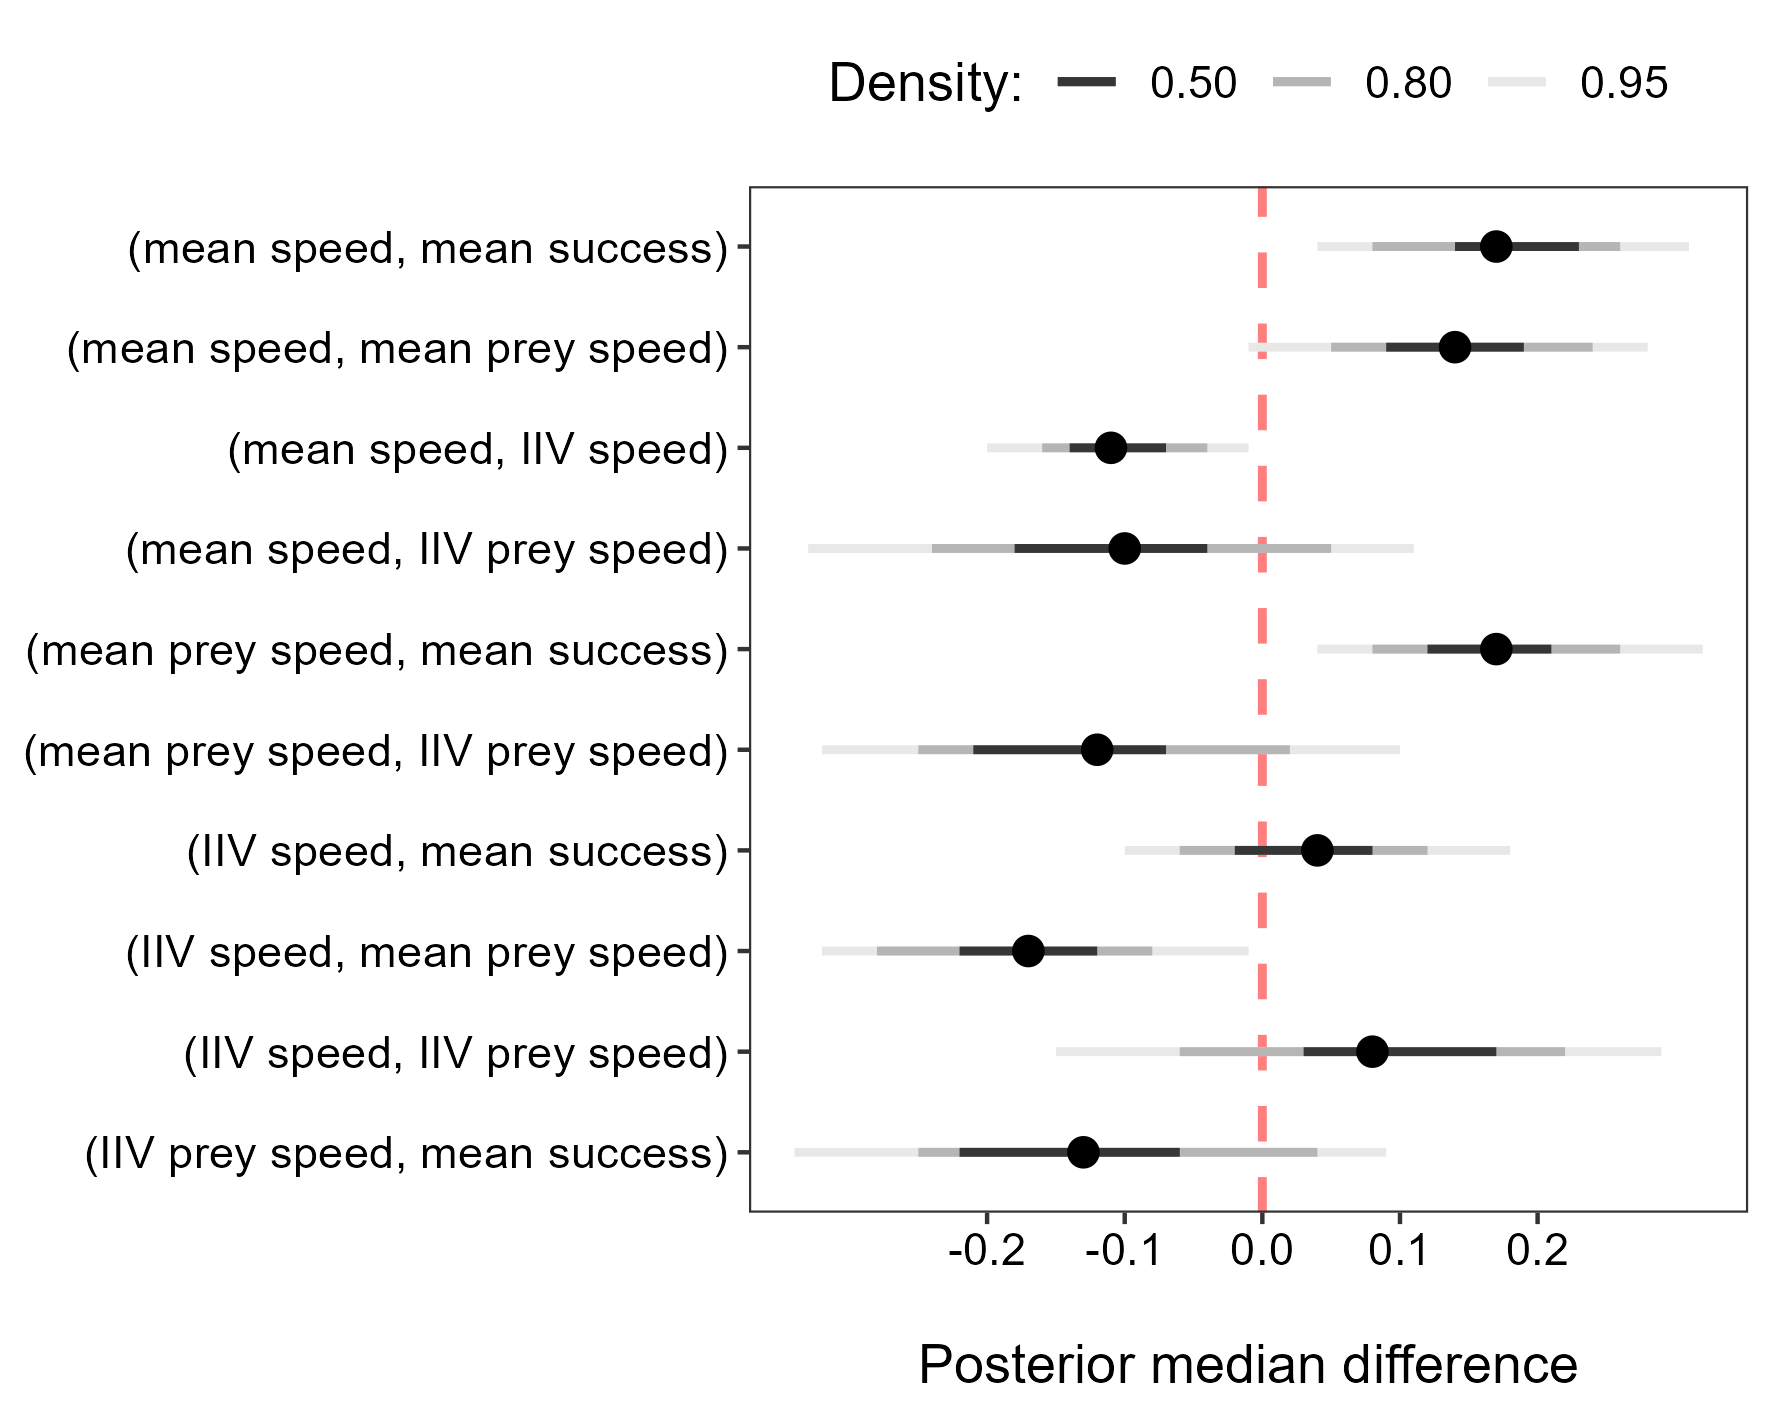 Density: 0.50 0.80 0.95
(mean speed, mean success)
(mean speed, mean prey speed)
(mean speed, IIV speed)
(mean speed, IIV prey speed)
(mean prey speed, mean success)
(mean prey speed, IIV prey speed)
(IIV speed, mean success)
(IIV speed, mean prey speed)
(IIV speed, IIV prey speed)
(IIV prey speed, mean success)
-0.2 -0.1 0.0 0.1 0.2
Posterior median difference